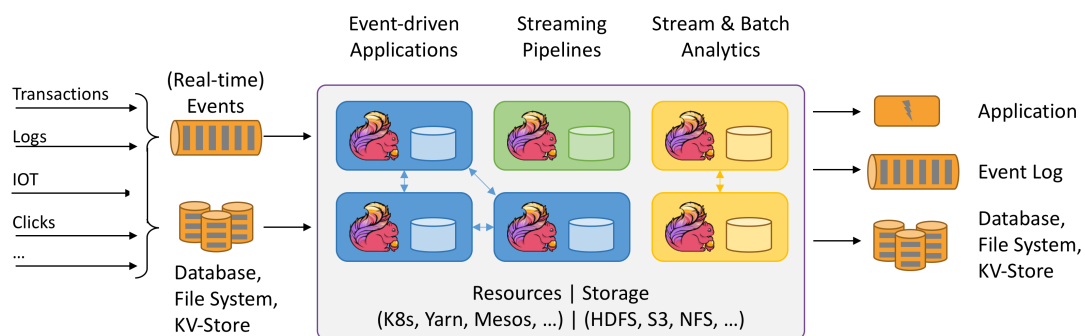 Event-driven
Applications
Streaming
Pipelines
Stream & Batch
Analytics
Transactions
Logs
IOT
Clicks
...
(Real-time)
Events
Database,
File System,
KV-Store
Resources | Storage
(K8s, Yarn, Mesos, ...) | (HDFS, S3, NFS, ...)
Application
Event Log
Database,
File System,
KV-Store